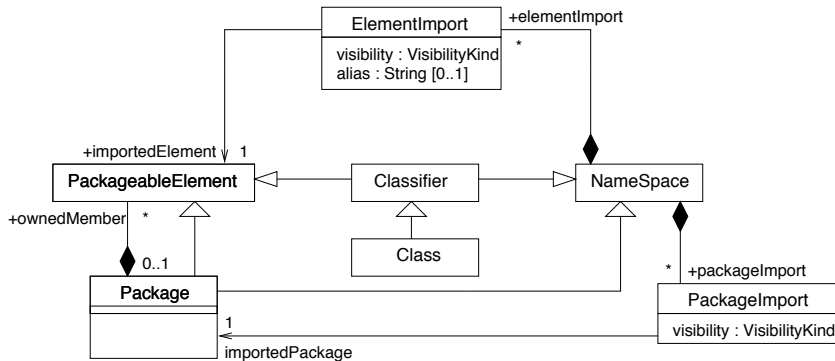 ElementImport
+elementImport
visibility : VisibilityKind
*
alias : String [0..1]
+importedElement
1
PackageableElement
Classifier
NameSpace
+ownedMember
*
Class
0..1
*
+packageImport
Package
PackageImport
1
visibility : VisibilityKind
importedPackage